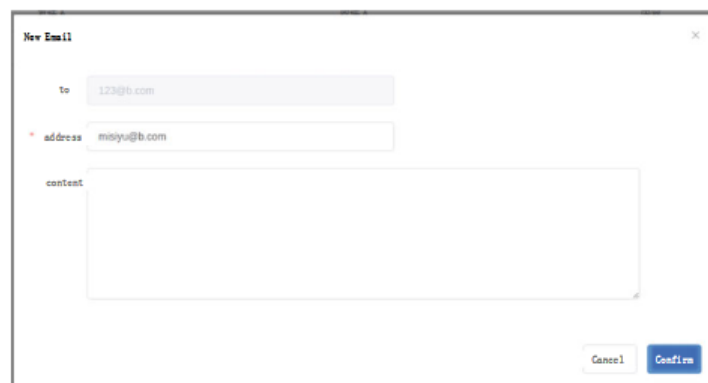 New Email
to 123@b.com
* address misiyu@b.com
content
Cancel Confirm